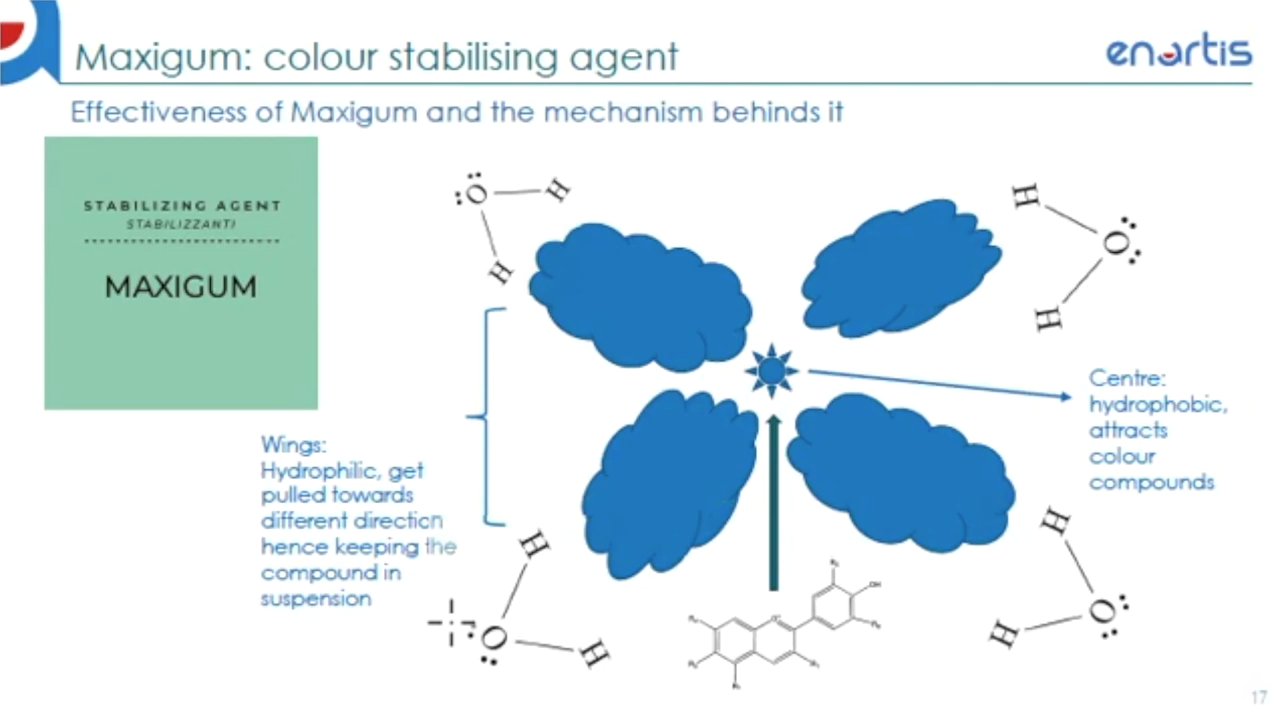 Maxigum: colour stabilising agent
enartis
Effectiveness of Maxigum and the mechanism behinds it
STABILIZING AGENT
STABILIZZANTI
MAXIGUM
O H
H
H
O
H
Centre:
hydrophobic,
attracts
colour
compounds
Wings:
Hydrophilic, get
pulled towards
different direction
hence keeping the
compound in
suspension
H
O H
OH
H
O
H
17